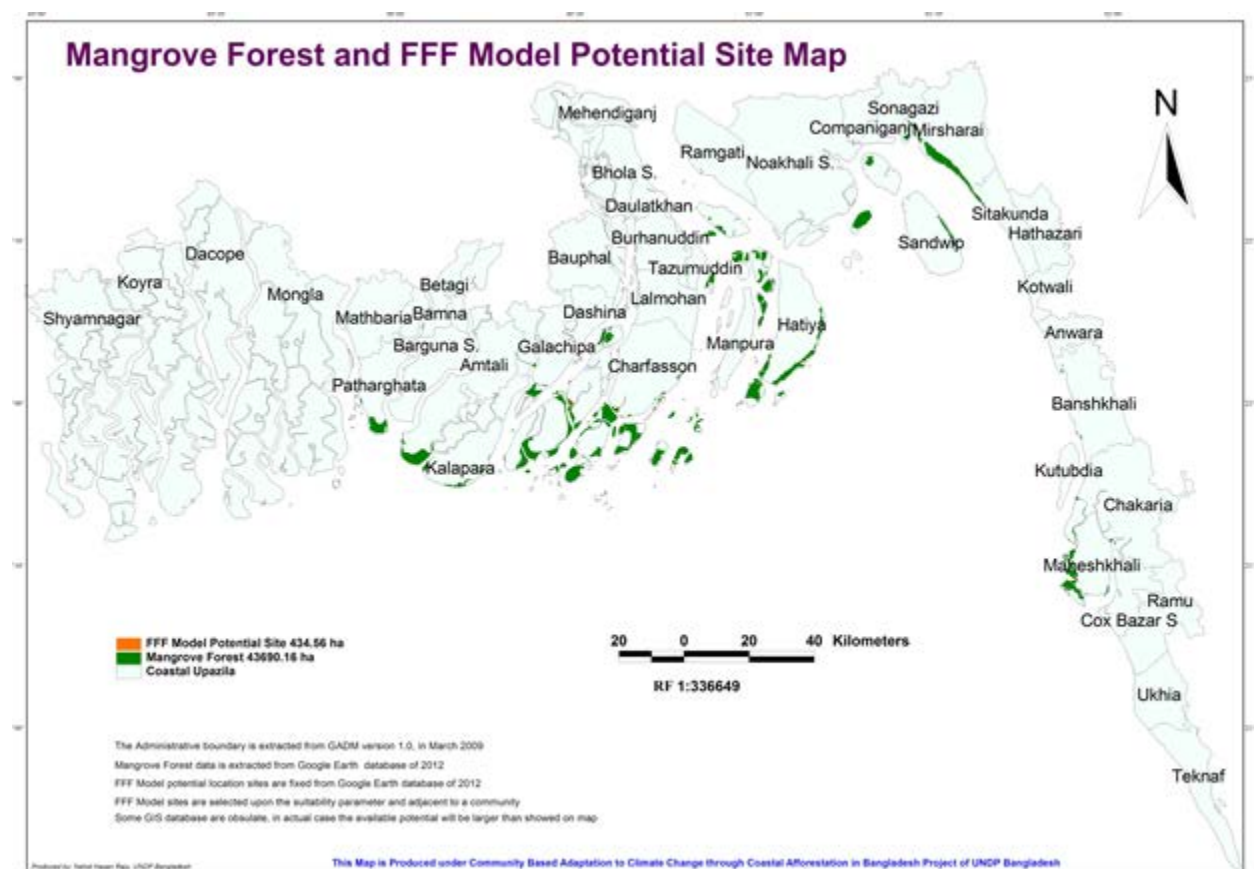 Mangrove Forest and FFF Model Potential Site Map
N
Mehendiganj
Sonagazi
Companiganj
Mirsharai
Ramgati
Noakhali S.
Bhola S.
Daulatkhan
Sitakunda
Hathazari
Burhanuddin
Sandwip
Dacope
Bauphal
Tazumuddin
Koyra
Betagi
Kotwali
Mongla
Lalmohan
Shyamnagar
Mathbaria
Bamna
Dashina
Hatiya
Anwara
Barguna S.
Galachipa
Manpura
Amtali
Charfasson
Patharghata
Banshkhali
Kalapara
Kutubdia
Chakaria
Maheshkhali
Ramu
Cox Bazar S
Ukhia
Teknaf
FFF Model Potential Site 434.56 ha
Mangrove Forest 43690.16 ha
Coastal Upazila
20 0 20 40 Kilometers
RF 1:336649
The Administrative boundary is extracted from GADM version 1.0, in March 2009
Mangrove Forest data is extracted from Google Earth database of 2012
FFF Model potential location sites are fixed from Google Earth database of 2012
FFF Model sites are selected upon the suitability parameter and adjacent to a community
Some GIS database are obsulate, in actual case the available potential will be larger than showed on map
This Map is Produced under Community Based Adaptation to Climate Change through Coastal Afforestation in Bangladesh Project of UNDP Bangladesh